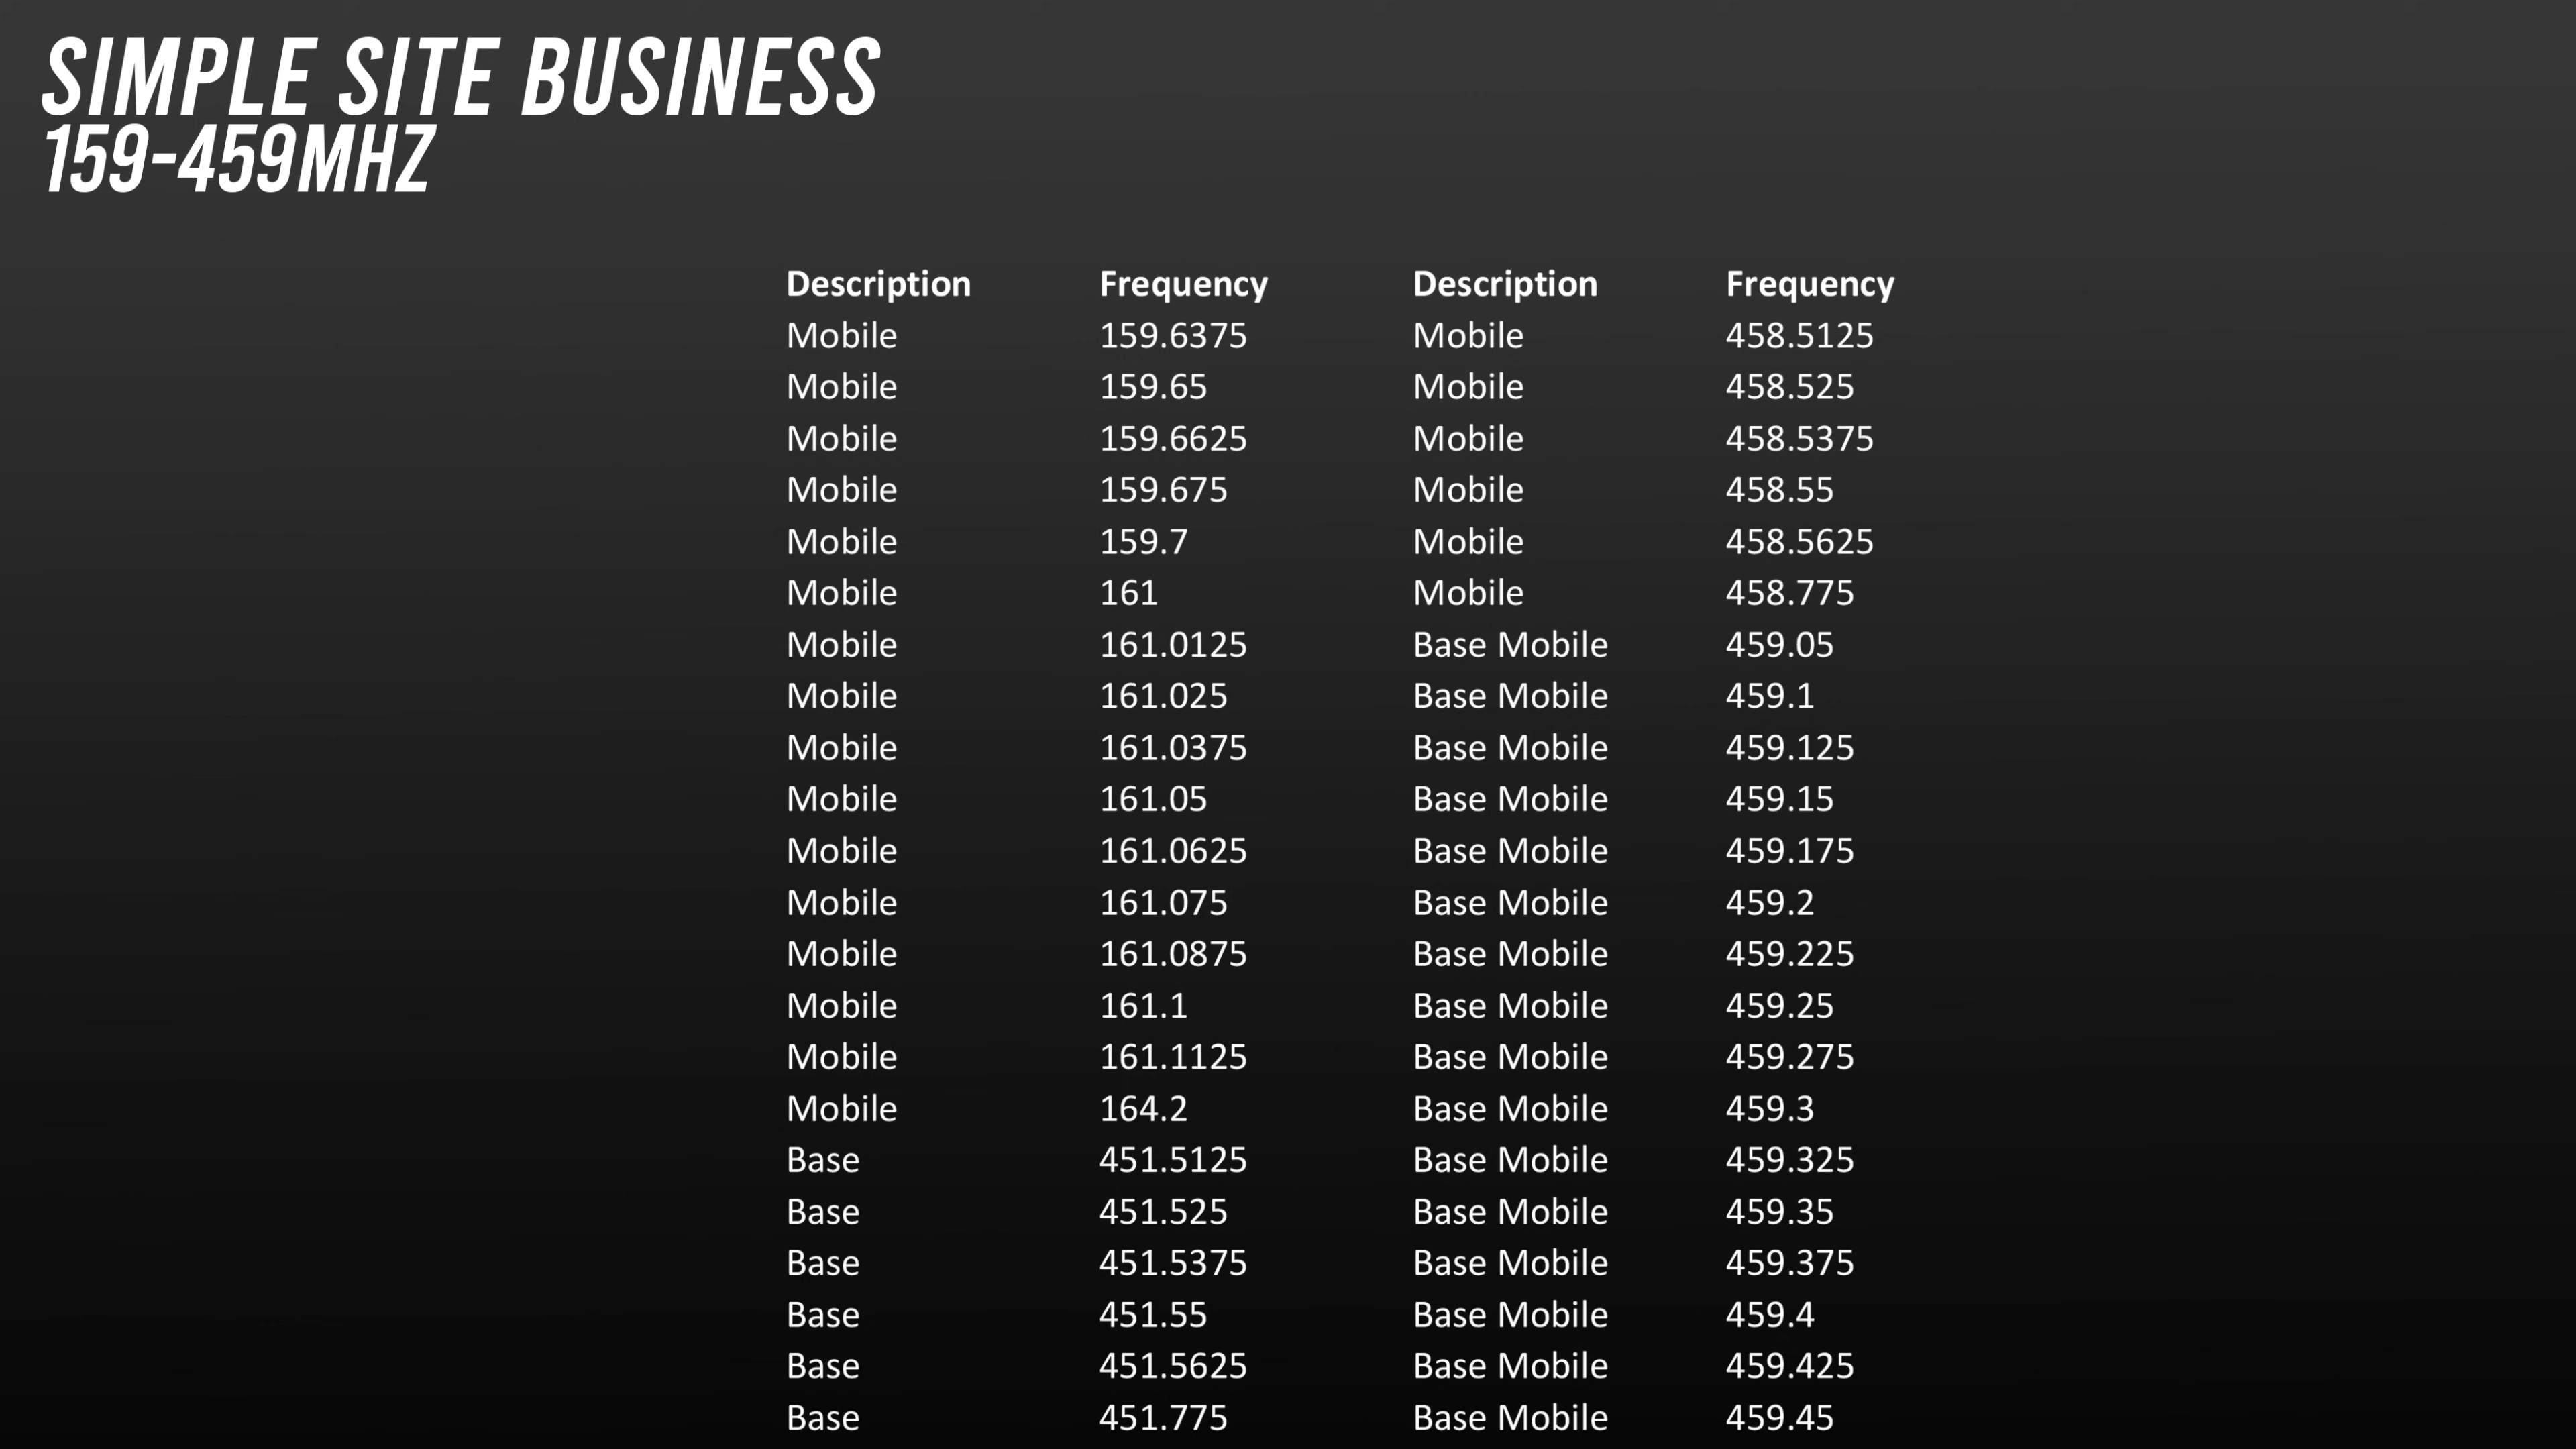 SIMPLE SITE BUSINESS
159-459MHZ
Description Frequency Description Frequency
Mobile 159.6375 Mobile 458.5125
Mobile 159.65 Mobile 458.525
Mobile 159.6625 Mobile 458.5375
Mobile 159.675 Mobile 458.55
Mobile 159.7 Mobile 458.5625
Mobile 161 Mobile 458.775
Mobile 161.0125 Base Mobile 459.05
Mobile 161.025 Base Mobile 459.1
Mobile 161.0375 Base Mobile 459.125
Mobile 161.05 Base Mobile 459.15
Mobile 161.0625 Base Mobile 459.175
Mobile 161.075 Base Mobile 459.2
Mobile 161.0875 Base Mobile 459.225
Mobile 161.1 Base Mobile 459.25
Mobile 161.1125 Base Mobile 459.275
Mobile 164.2 Base Mobile 459.3
Base 451.5125 Base Mobile 459.325
Base 451.525 Base Mobile 459.35
Base 451.5375 Base Mobile 459.375
Base 451.55 Base Mobile 459.4
Base 451.5625 Base Mobile 459.425
Base 451.775 Base Mobile 459.45